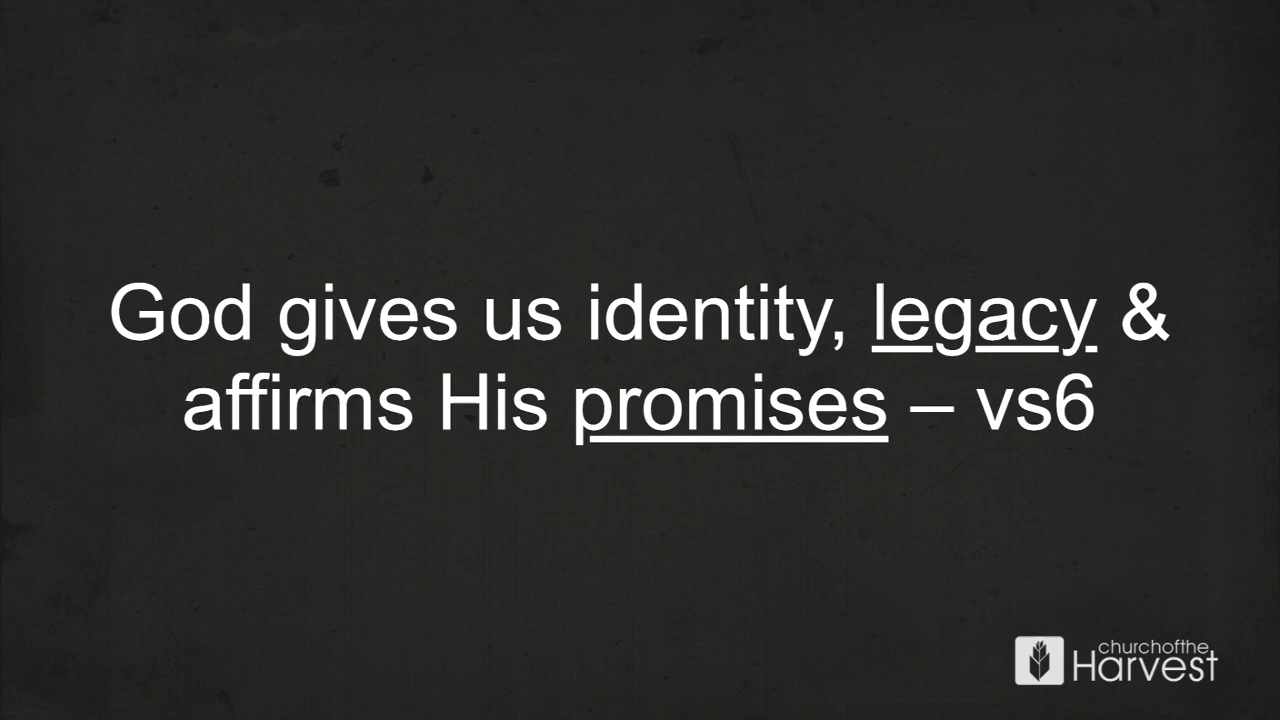 God gives us identity, legacy &
affirms His promises – vs6
churchofthe
Harvest